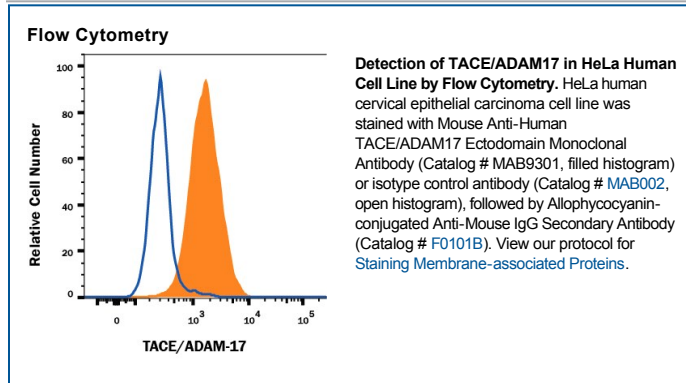 Flow Cytometry
Relative Cell Number
100
80
60
40
20
0
0
10³
10⁴
10⁵
TACE/ADAM-17
Detection of TACE/ADAM17 in HeLa Human
Cell Line by Flow Cytometry. HeLa human
cervical epithelial carcinoma cell line was
stained with Mouse Anti-Human
TACE/ADAM17 Ectodomain Monoclonal
Antibody (Catalog # MAB9301, filled histogram)
or isotype control antibody (Catalog # MAB002,
open histogram), followed by Allophycocyanin-
conjugated Anti-Mouse IgG Secondary Antibody
(Catalog # F0101B). View our protocol for
Staining Membrane-associated Proteins.